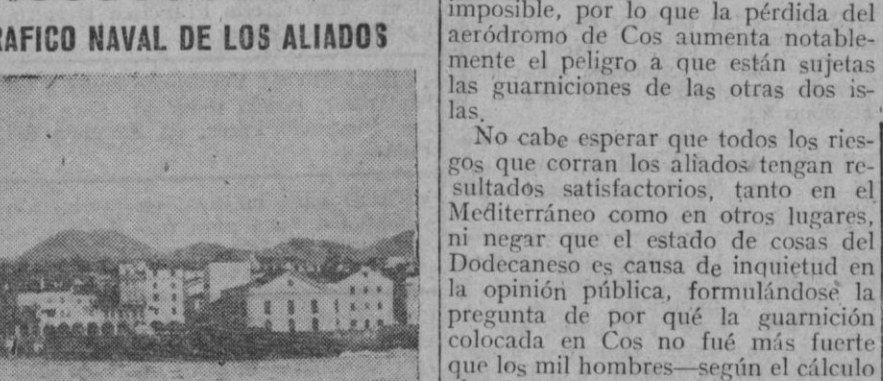 RAFICO NAVAL DE LOS ALIADOS
imposible, por lo que la pérdida del
aeródromo de Cos aumenta notable-
mente el peligro a que están sujetas
las guarniciones de las otras dos is-
las.
No cabe esperar que todos los ries-
gos que corran los aliados tengan re-
sultados satisfactorios, tanto en el
Mediterráneo como en otros lugares,
ni negar que el estado de cosas del
Dodecaneso es causa de inquietud en
la opinión pública, formulándose la
pregunta de por qué la guarnición
colocada en Cos no fué más fuerte
que los mil hombres—según el cálculo